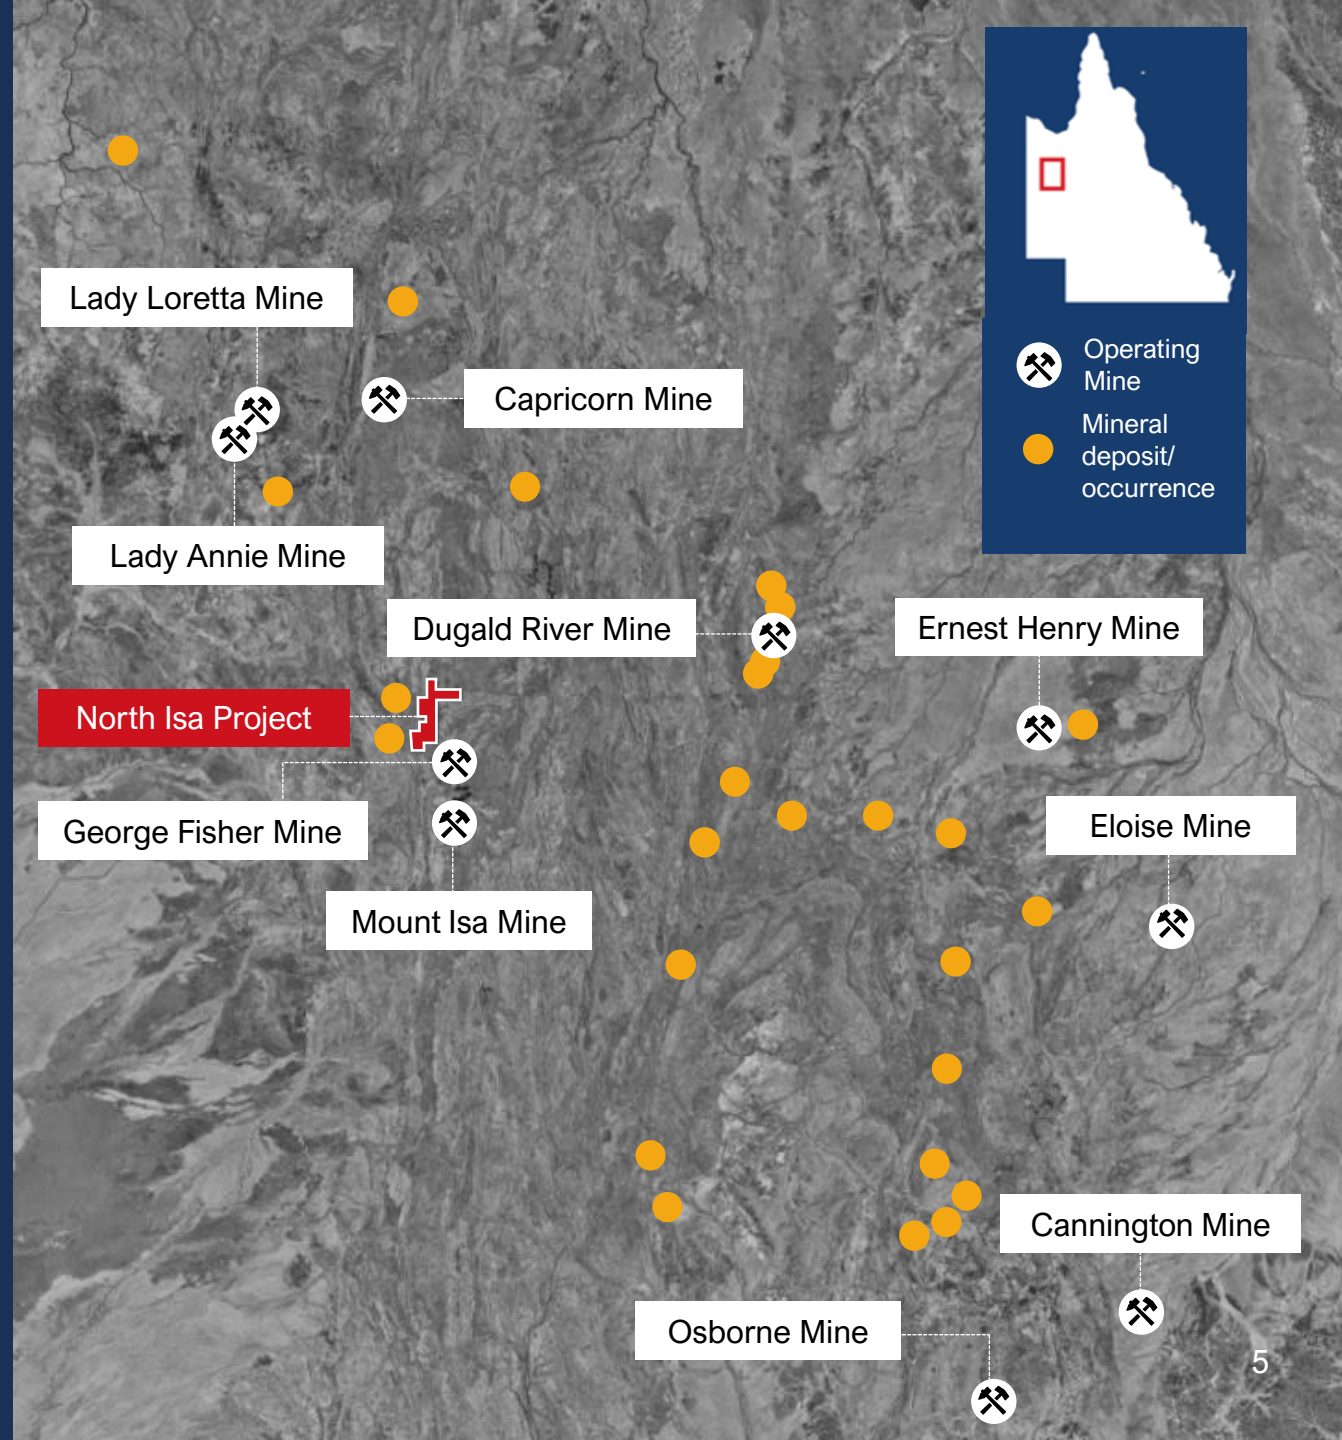 Lady Loretta Mine
Capricorn Mine
Operating
Mine
Mineral
deposit/
occurrence
Lady Annie Mine
Dugald River Mine
Ernest Henry Mine
North Isa Project
George Fisher Mine
Eloise Mine
Mount Isa Mine
Cannington Mine
Osborne Mine
5